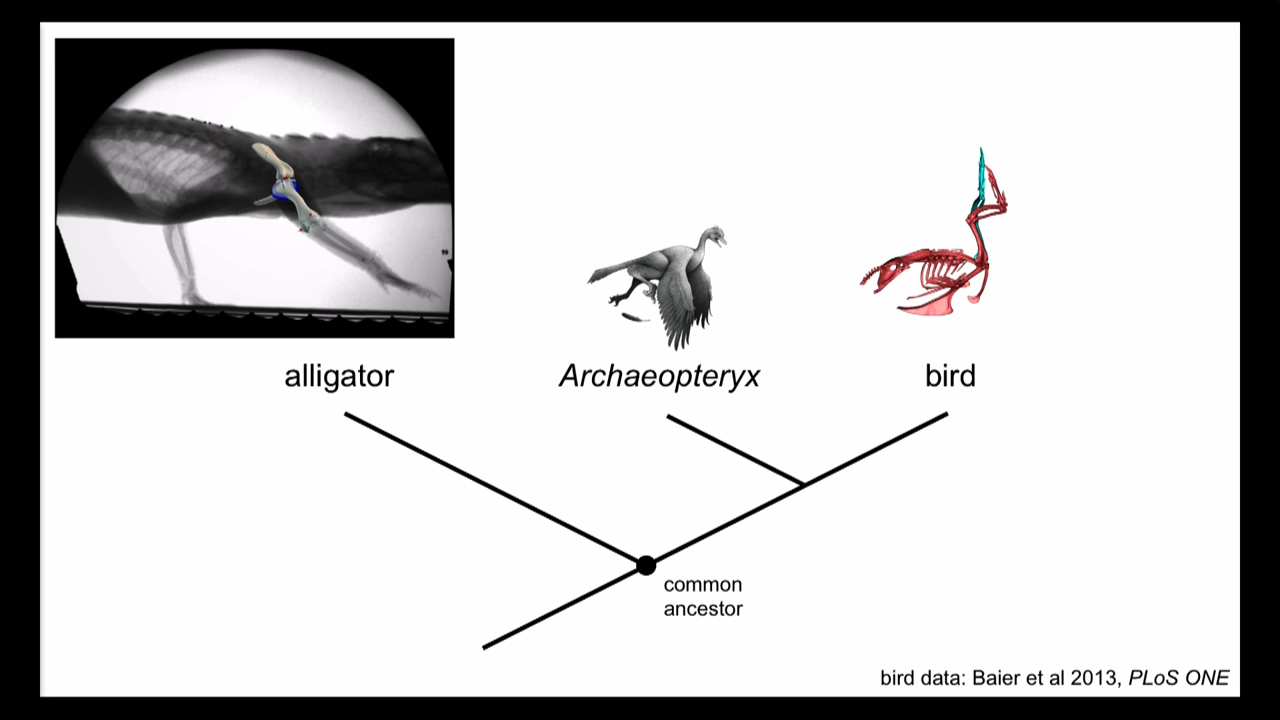 alligator
Archaeopteryx
bird
common
ancestor
bird data: Baier et al 2013, PLoS ONE